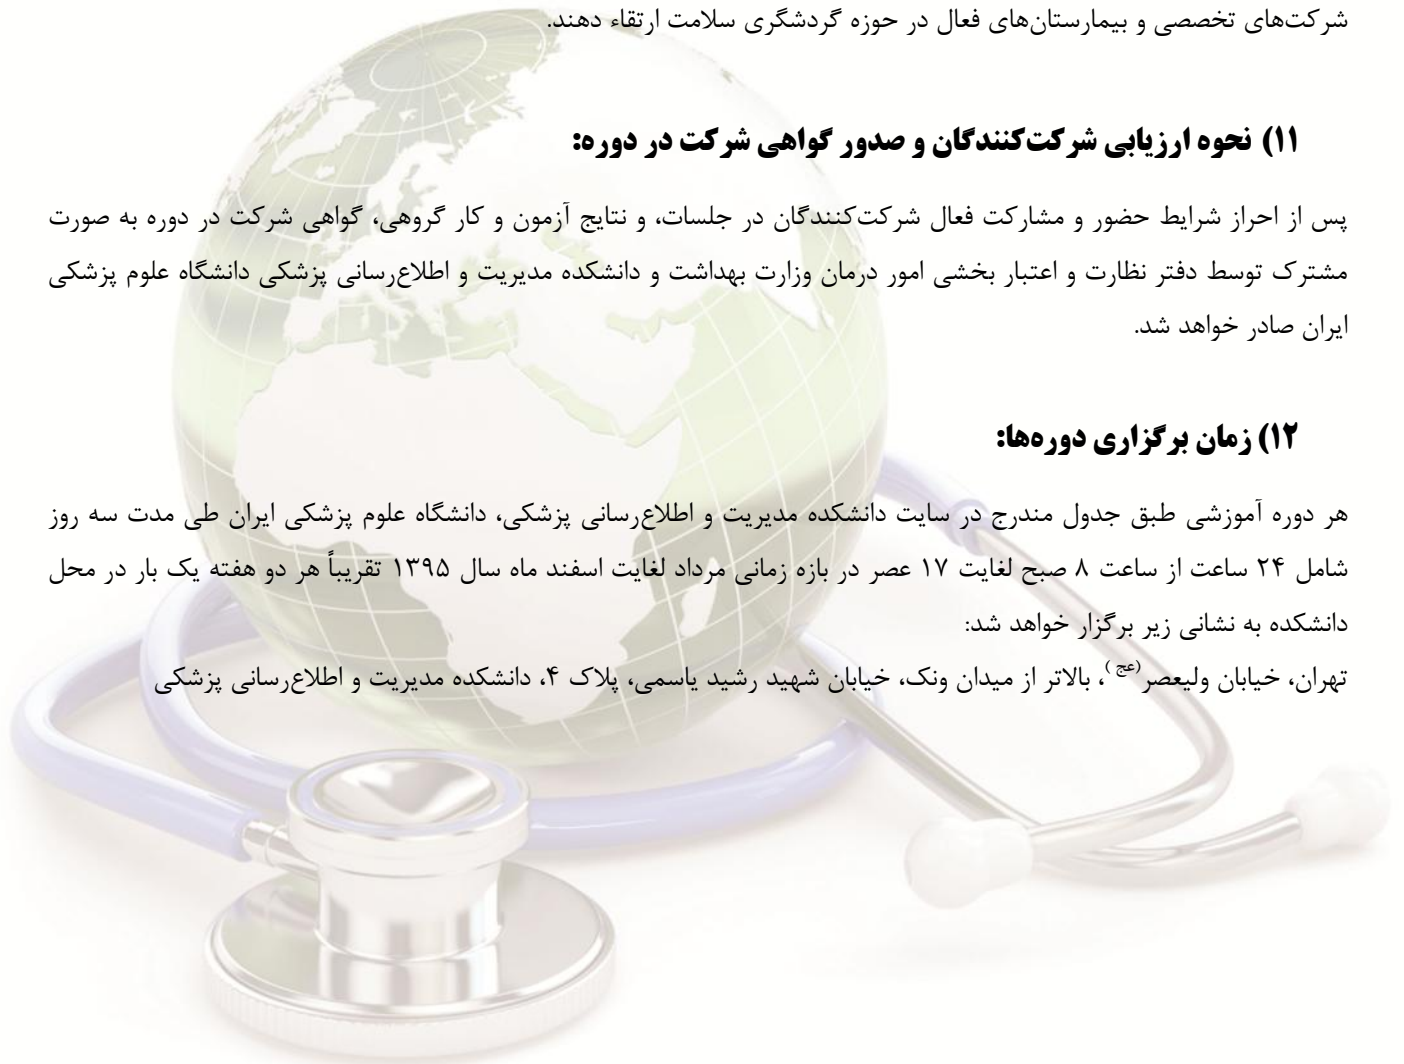 شرکت‌های تخصصی و بیمارستان‌های فعال در حوزه گردشگری سلامت ارتقاء دهند.
۱۱) نحوه ارزیابی شرکت‌کنندگان و صدور گواهی شرکت در دوره:
پس از احراز شرایط حضور و مشارکت فعال شرکت‌کنندگان در جلسات، و نتایج آزمون و کار گروهی، گواهی شرکت در دوره به صورت
مشترک توسط دفتر نظارت و اعتبار بخشی امور درمان وزارت بهداشت و دانشکده مدیریت و اطلاع‌رسانی پزشکی دانشگاه علوم پزشکی
ایران صادر خواهد شد.
۱۲) زمان برگزاری دوره‌ها:
هر دوره آموزشی طبق جدول مندرج در سایت دانشکده مدیریت و اطلاع‌رسانی پزشکی، دانشگاه علوم پزشکی ایران طی مدت سه روز
شامل ۲۴ ساعت از ساعت ۸ صبح لغایت ۱۷ عصر در بازه زمانی مرداد لغایت اسفند ماه سال ۱۳۹۵ تقریباً هر دو هفته یک بار در محل
دانشکده به نشانی زیر برگزار خواهد شد:
تهران، خیابان ولیعصر(عج)، بالاتر از میدان ونک، خیابان شهید رشید یاسمی، پلاک ۴، دانشکده مدیریت و اطلاع‌رسانی پزشکی